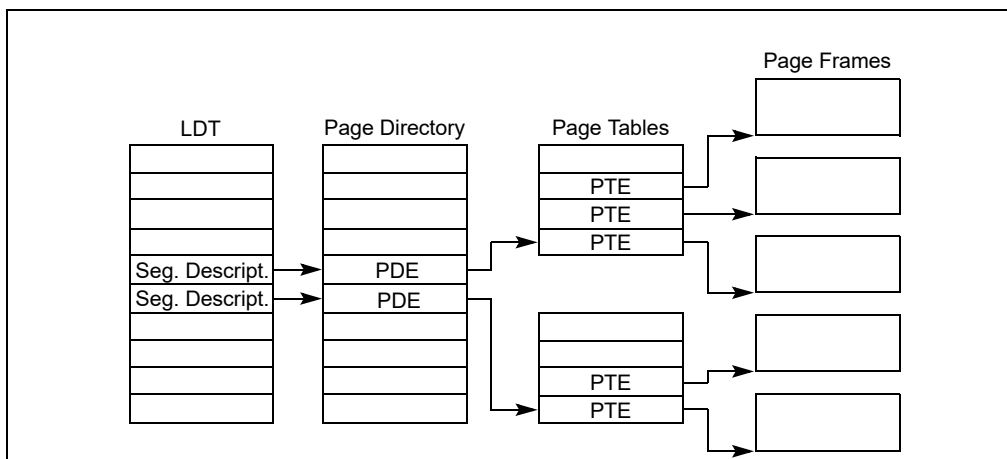 Page Frames
LDT
Page Directory
Page Tables
PTE
PTE
PTE
Seg. Descript.
PDE
Seg. Descript.
PDE
PTE
PTE